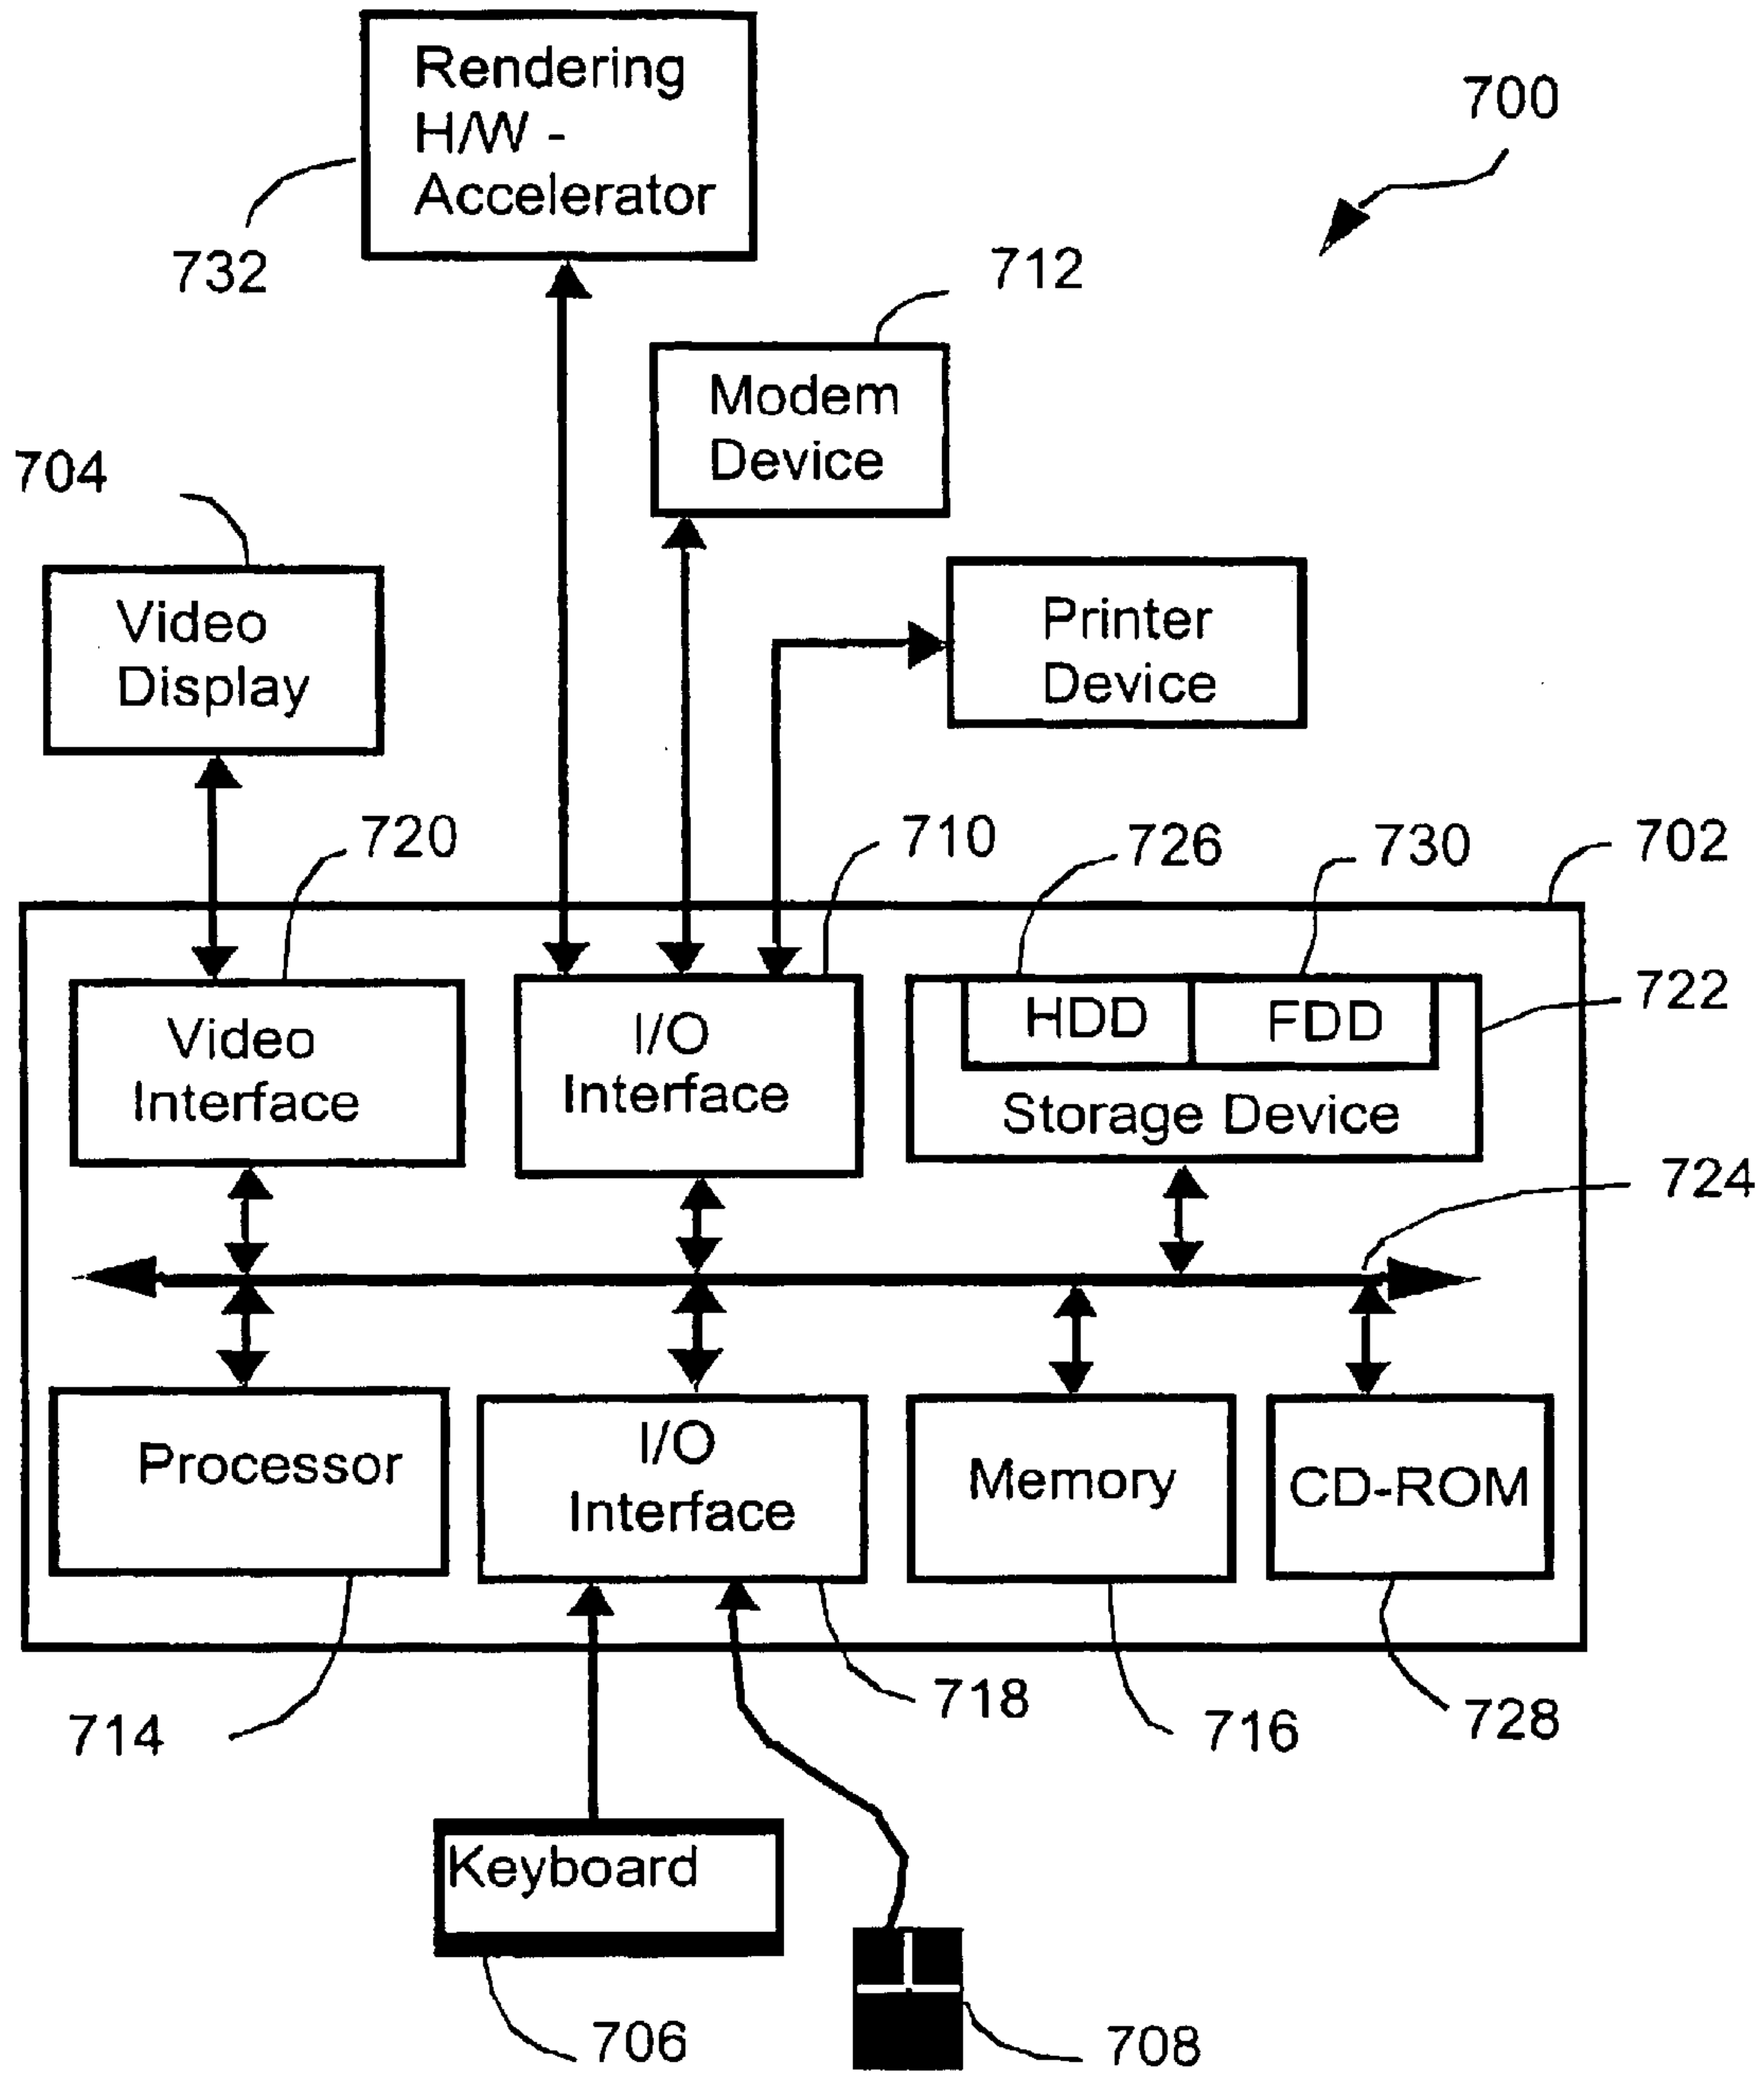 Rendering
H/W -
Accelerator
700
732
712
Modem
Device
704
Video
Display
Printer
Device
720
710
726
730
702
Video
Interface
I/O
Interface
HDD
FDD
Storage Device
722
724
Processor
I/O
Interface
Memory
CD-ROM
714
718
716
728
Keyboard
706
708